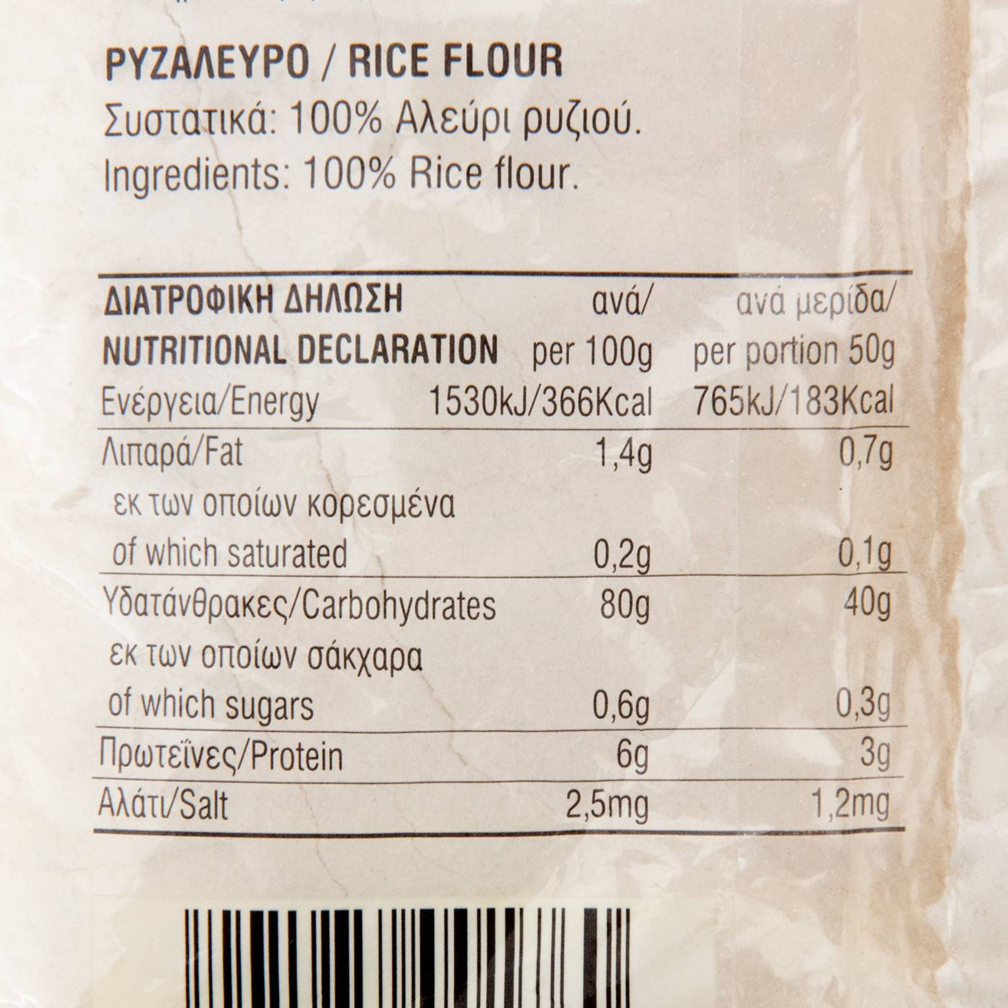 ΡΥΖΑΛΕΥΡΟ / RICE FLOUR
Συστατικά: 100% Αλεύρι ρυζιού.
Ingredients: 100% Rice flour.
ΔΙΑΤΡΟΦΙΚΗ ΔΗΛΩΣΗ ανά/ ανά μερίδα/
NUTRITIONAL DECLARATION per 100g per portion 50g
Ενέργεια/Energy 1530kJ/366Kcal 765kJ/183Kcal
Λιπαρά/Fat 1,4g 0,7g
εκ των οποίων κορεσμένα
of which saturated 0,2g 0,1g
Υδατάνθρακες/Carbohydrates 80g 40g
εκ των οποίων σάκχαρα
of which sugars 0,6g 0,3g
Πρωτεΐνες/Protein 6g 3g
Αλάτι/Salt 2,5mg 1,2mg